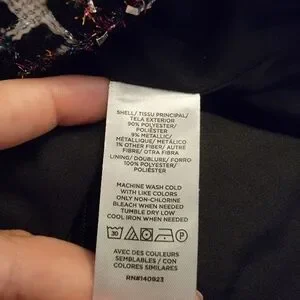 SHELL/ TISSU PRINCIPAL/
TELA EXTERIOR
90% POLYESTER/
POLIÉSTER
9% METALLIC/
MÉTALLIQUE/ METÁLICO
1% OTHER FIBER/ AUTRE
FIBRE/ OTRA FIBRA
LINING/ DOUBLURE/ FORRO
100% POLYESTER/
POLIÉSTER
MACHINE WASH COLD
WITH LIKE COLORS
ONLY NON-CHLORINE
BLEACH WHEN NEEDED
TUMBLE DRY LOW
COOL IRON WHEN NEEDED
30 P
AVEC DES COULEURS
SEMBLABLES / CON
COLORES SIMILARES
RN#140923